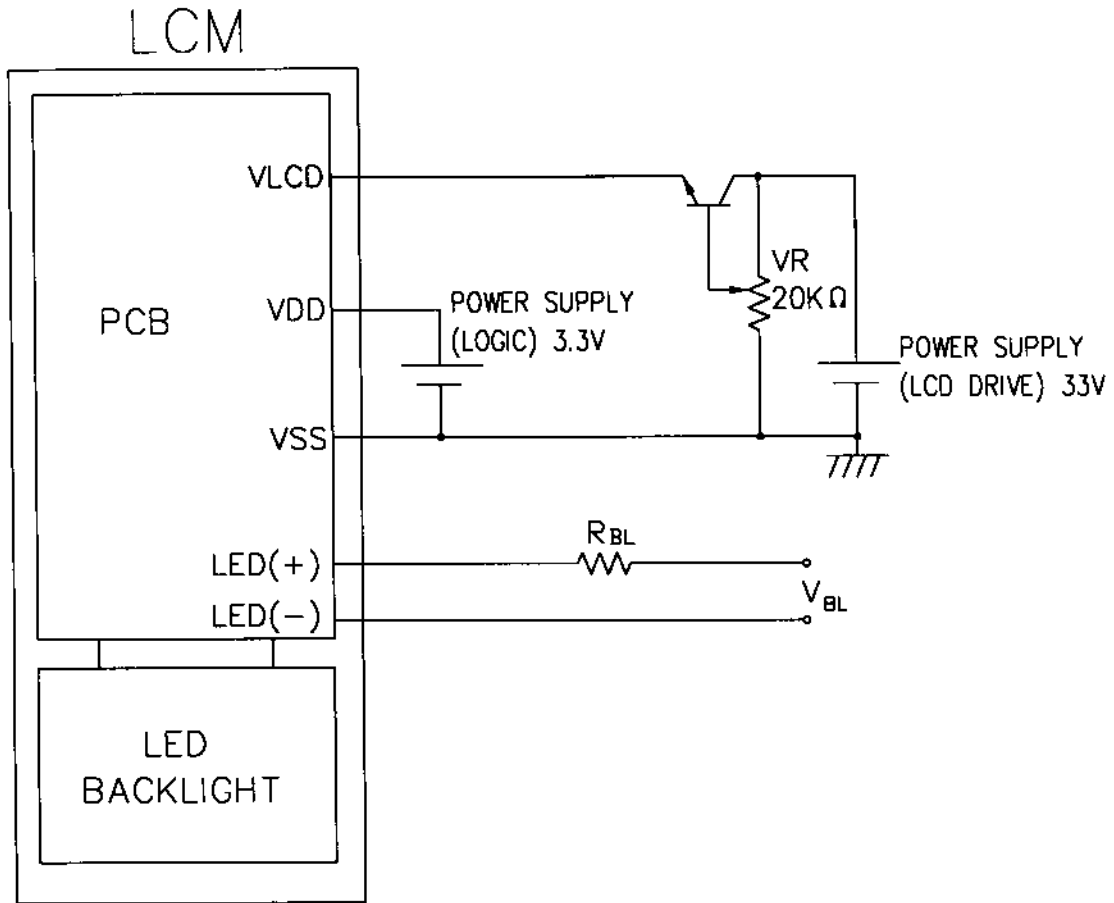 LCM
VLCD
VR
20KΩ
VDD
PCB
POWER SUPPLY
(LOGIC) 3.3V
POWER SUPPLY
(LCD DRIVE) 33V
VSS
RBL
LED(+)
VBL
LED(-)
LED
BACKLIGHT